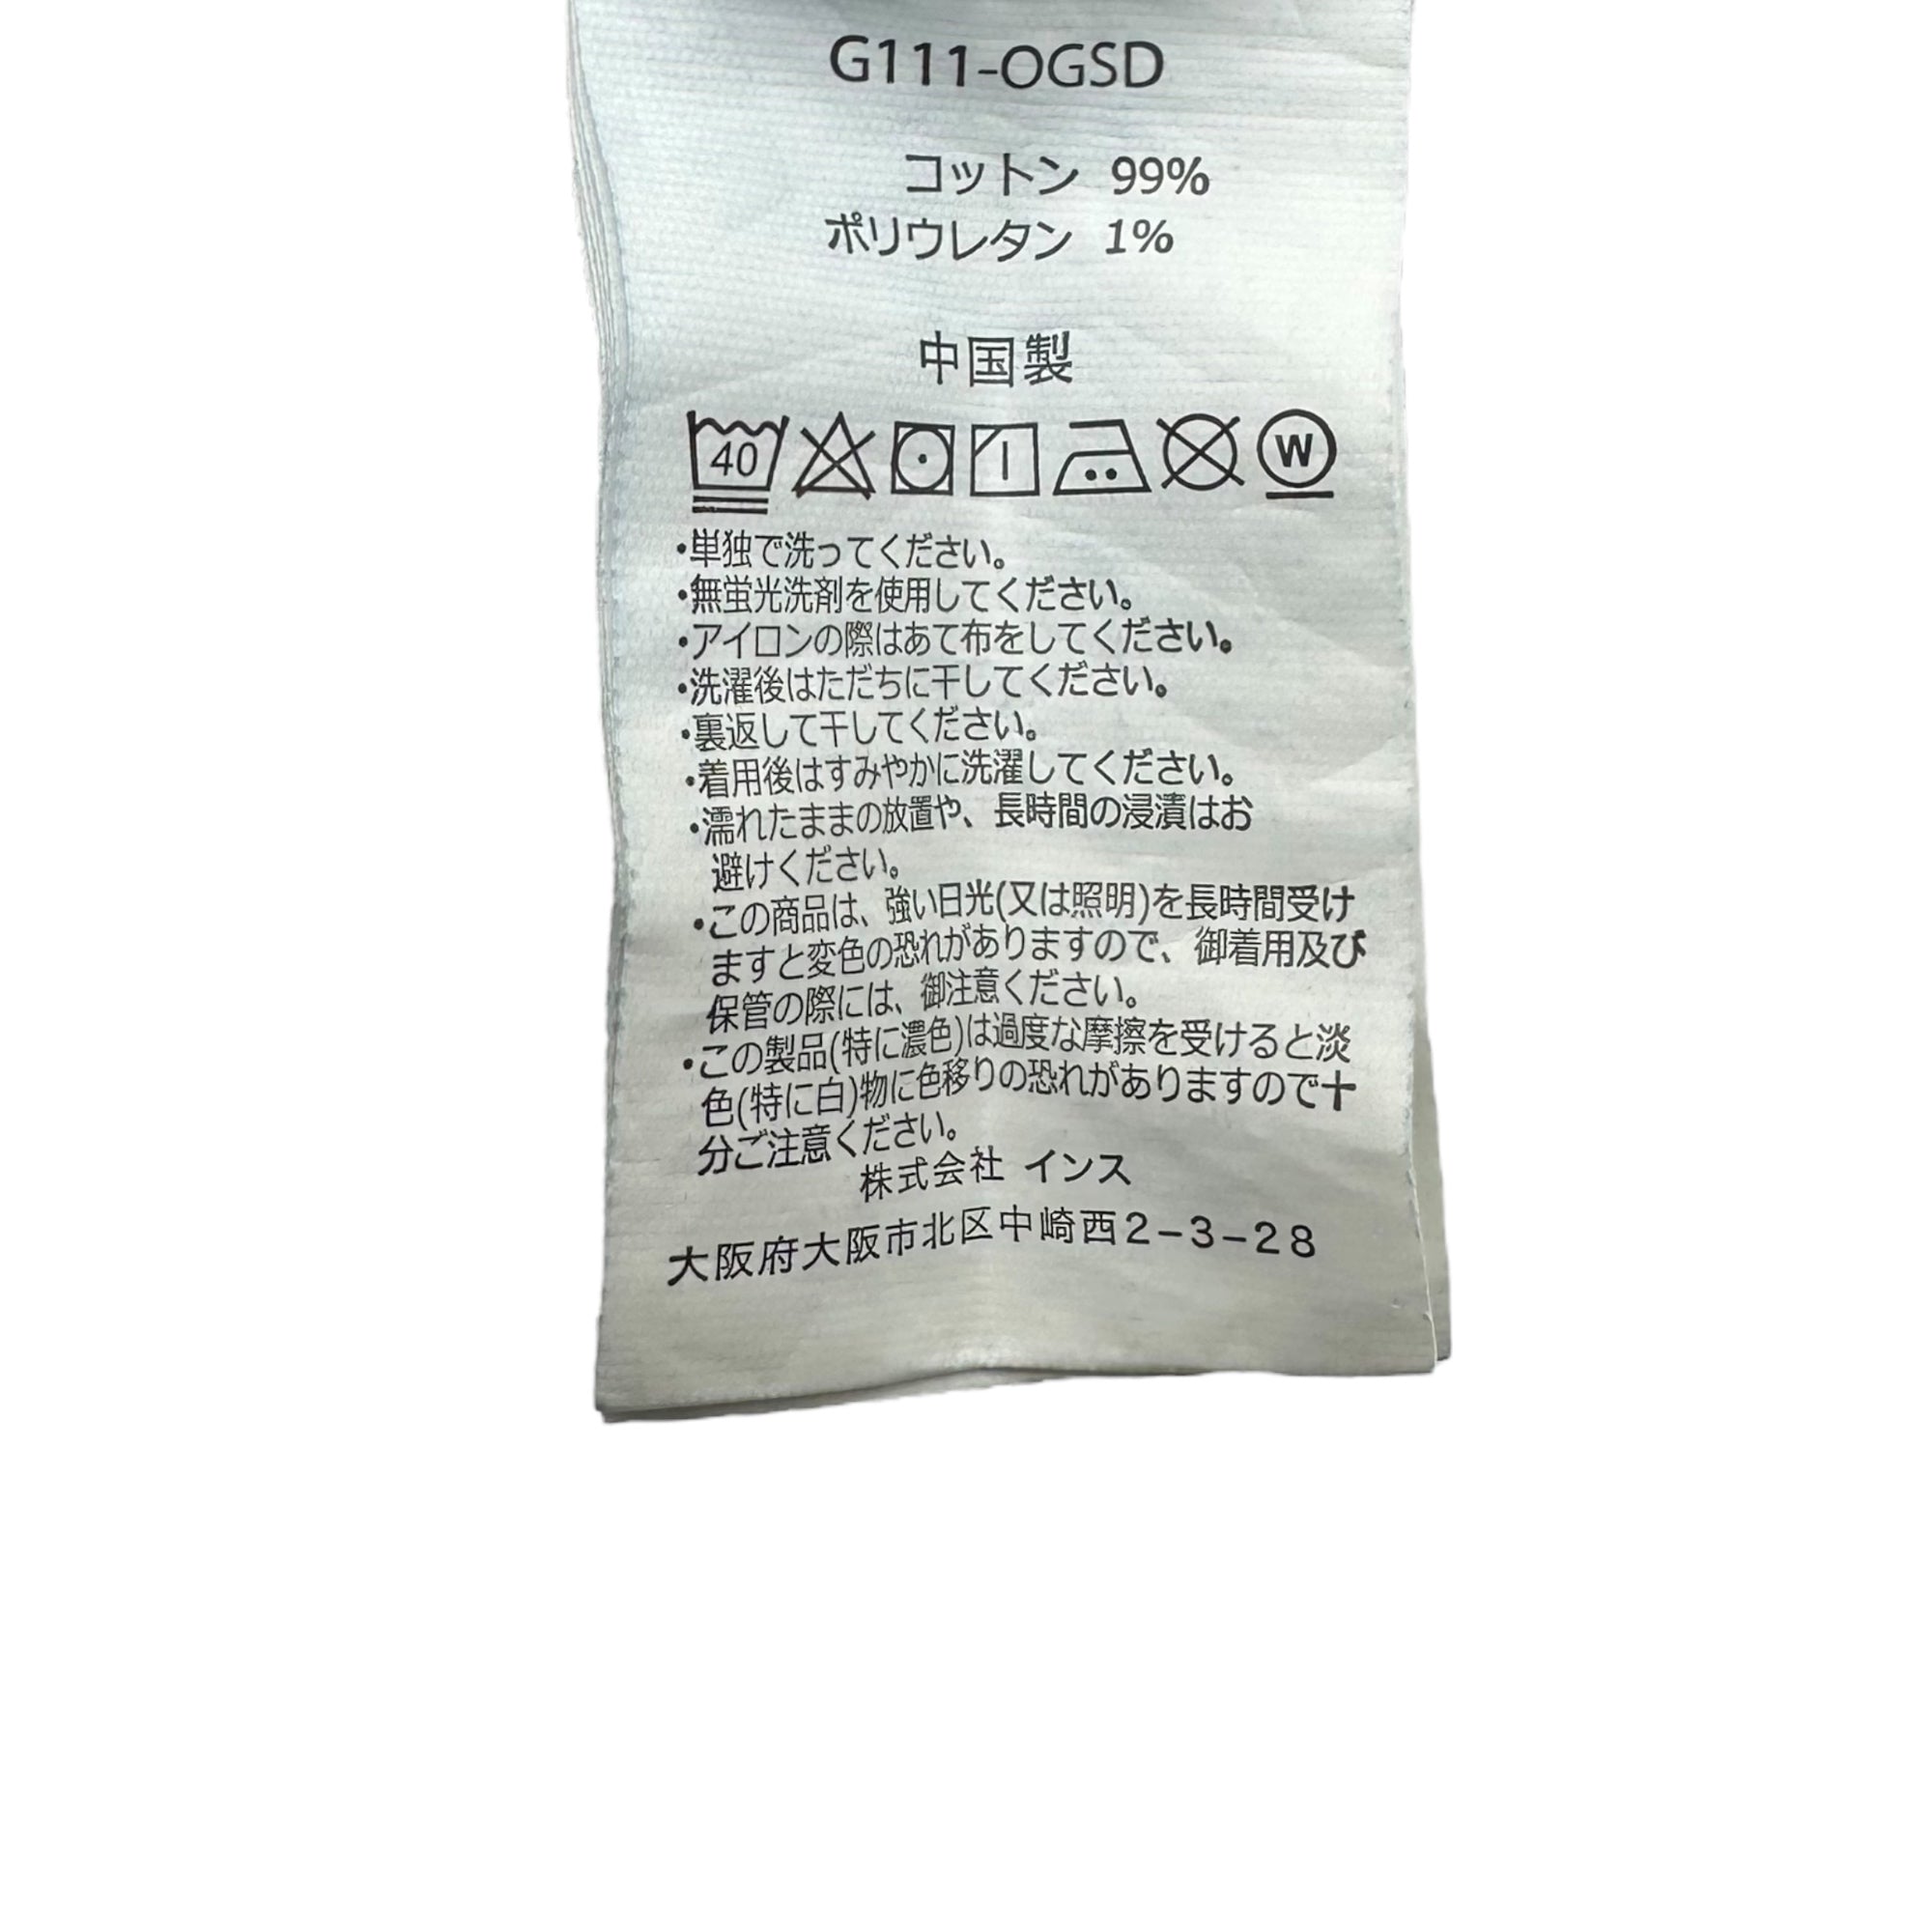 G111-OGSD
コットン 99%
ポリウレタン 1%
中国製
40 W
・単独で洗ってください。
・無蛍光洗剤を使用してください。
・アイロンの際はあて布をしてください。
・洗濯後はただちに干してください。
・裏返して干してください。
・着用後はすみやかに洗濯してください。
・濡れたままの放置や、長時間の浸漬はお
避けください。
・この商品は、強い日光(又は照明)を長時間受け
ますと変色の恐れがありますので、御着用及び
保管の際には、御注意ください。
・この製品(特に濃色)は過度な摩擦を受けると淡
色(特に白)物に色移りの恐れがありますので十
分ご注意ください。
株式会社 インス
大阪府大阪市北区中崎西2-3-28